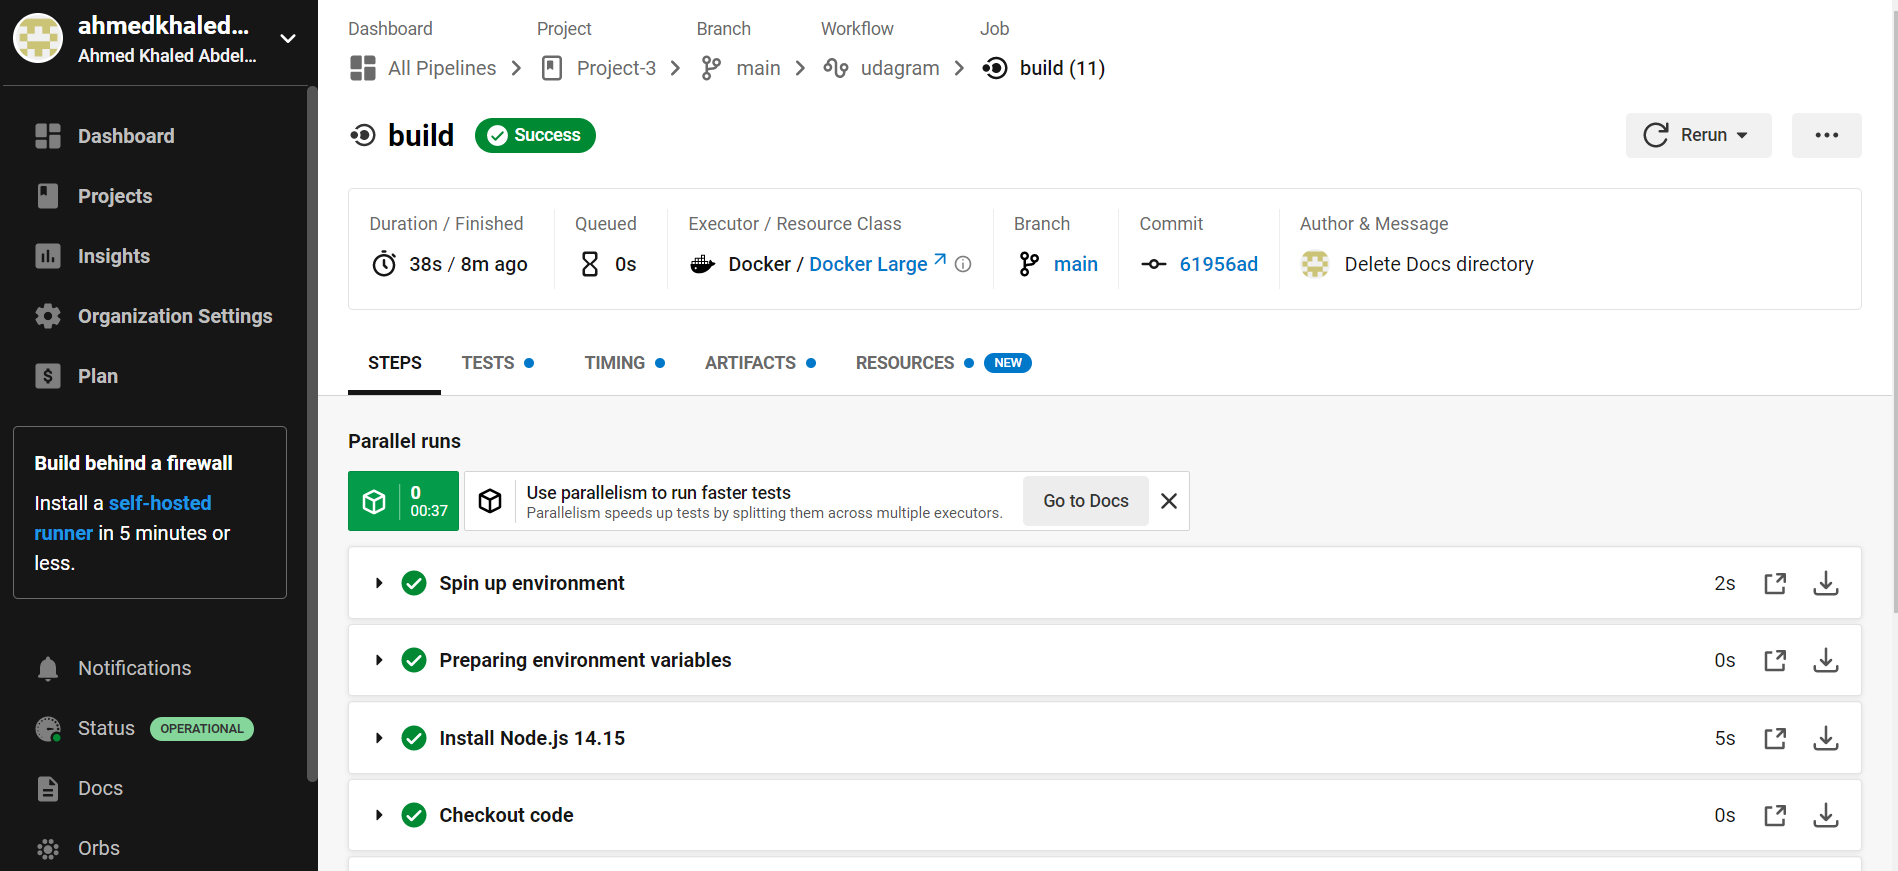 ahmedkhaled...
Ahmed Khaled Abdel...
Dashboard
Projects
Insights
Organization Settings
Plan
Build behind a firewall
Install a self-hosted
runner in 5 minutes or
less.
Notifications
Status OPERATIONAL
Docs
Orbs
Dashboard Project Branch Workflow Job
All Pipelines Project-3 main udagram build (11)
build Success Rerun
Duration / Finished Queued Executor / Resource Class Branch Commit Author & Message
38s / 8m ago 0s Docker / Docker Large main 61956ad Delete Docs directory
STEPS TESTS TIMING ARTIFACTS RESOURCES NEW
Parallel runs
0
00:37
Use parallelism to run faster tests
Parallelism speeds up tests by splitting them across multiple executors.
Go to Docs
Spin up environment 2s
Preparing environment variables 0s
Install Node.js 14.15 5s
Checkout code 0s